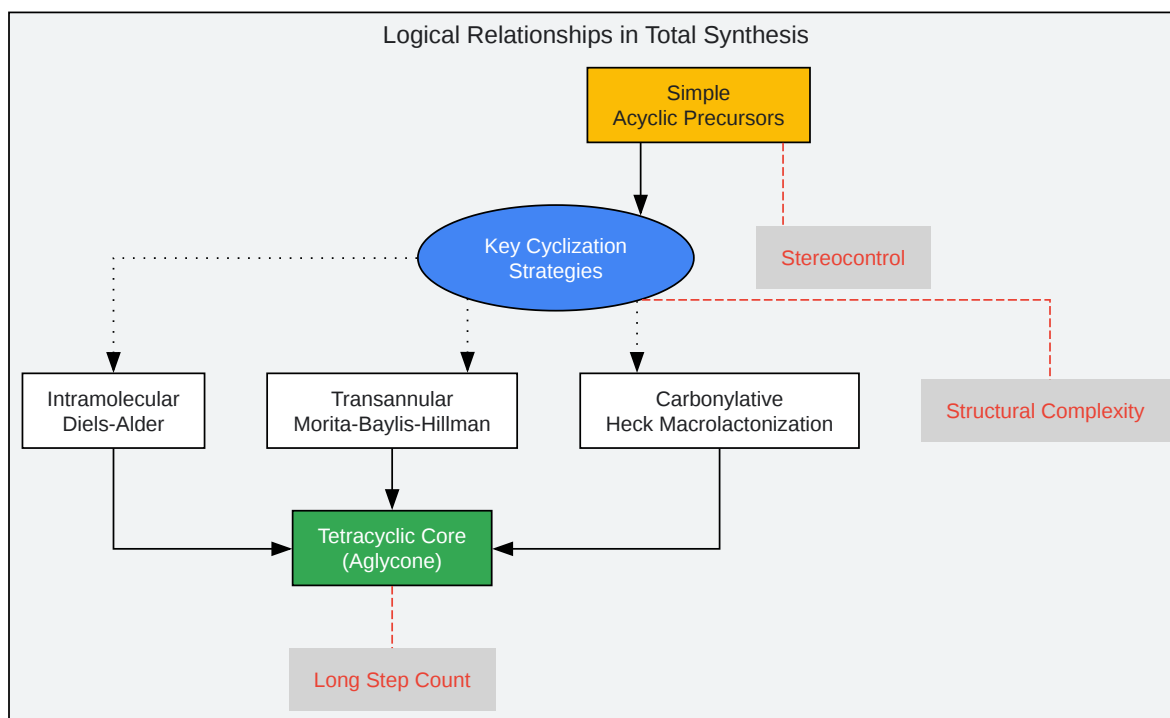 Logical Relationships in Total Synthesis
Simple
Acyclic Precursors
Key Cyclization
Strategies
Stereocontrol
Intramolecular
Diels-Alder
Transannular
Morita-Baylis-Hillman
Carbonylative
Heck Macrolactonization
Structural Complexity
Tetracyclic Core
(Aglycone)
Long Step Count